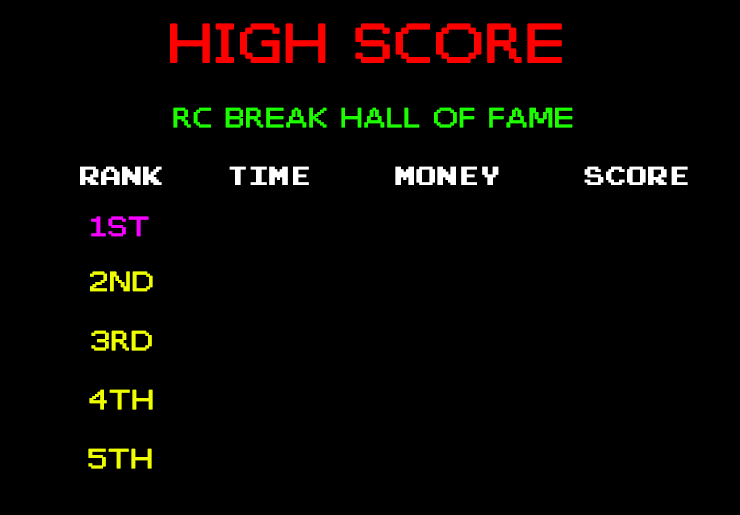 HIGH SCORE
RC BREAK HALL OF FAME
RANK TIME MONEY SCORE
1ST
2ND
3RD
4TH
5TH